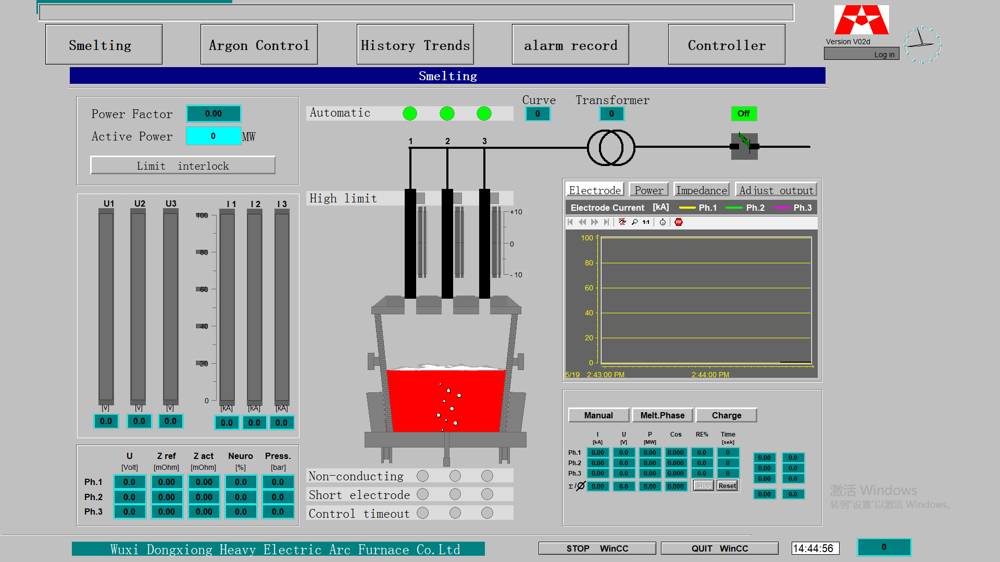 Smelting
Argon Control
History Trends
alarm record
Controller
Version V02d
Log in
Smelting
Power Factor 0.00
Active Power 0 MW
Limit interlock
Automatic
Curve
0
Transformer
0
Off
1 2 3
High limit
+10
0
-10
U1 U2 U3 I 1 I 2 I 3
100
80
60
40
20
0
[V] [V] [V] [kA] [kA] [kA]
0.0 0.0 0.0 0.0 0.0 0.0
U Z ref Z act Neuro Press.
[Volt] [mOhm] [mOhm] [%] [bar]
Ph.1 0.0 0.00 0.00 0.0 0.0
Ph.2 0.0 0.00 0.00 0.0 0.0
Ph.3 0.0 0.00 0.00 0.0 0.0
Non-conducting
Short electrode
Control timeout
Electrode Power Impedance Adjust output
Electrode Current [kA] Ph.1 Ph.2 Ph.3
1:1 STOP
100
80
60
40
20
0
5/19 2:43:00 PM 2:44:00 PM
Manual Melt.Phase Charge
I U P Cos RE% Time
[kA] [V] [MW] [sek]
Ph.1 0.00 0.0 0.00 0.000 0.0 0
Ph.2 0.00 0.0 0.00 0.000 0.0 0
Ph.3 0.00 0.0 0.00 0.000 0.0 0
Σ/Ø 0.00 0.0 0.00 0.000 Stop Reset
0.00 0.0
0.00 0.0
0.00 0.0
0.00 0.0
激活 Windows
转到“设置”以激活 Windows。
Wuxi Dongxiong Heavy Electric Arc Furnace Co.Ltd
STOP WinCC
QUIT WinCC
14:44:56
0